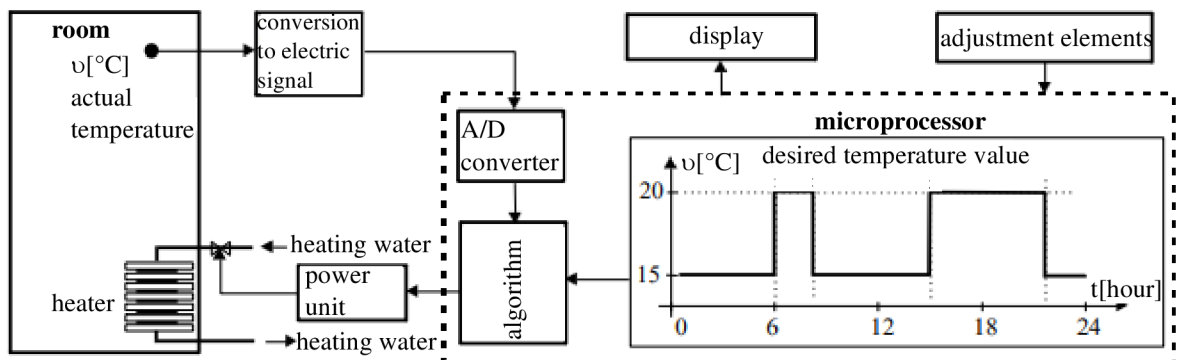 room
υ[°C]
actual
temperature
conversion
to electric
signal
display
adjustment elements
A/D
converter
microprocessor
desired temperature value
υ[°C]
20
15
t[hour]
0 6 12 18 24
algorithm
power
unit
heating water
heater
heating water